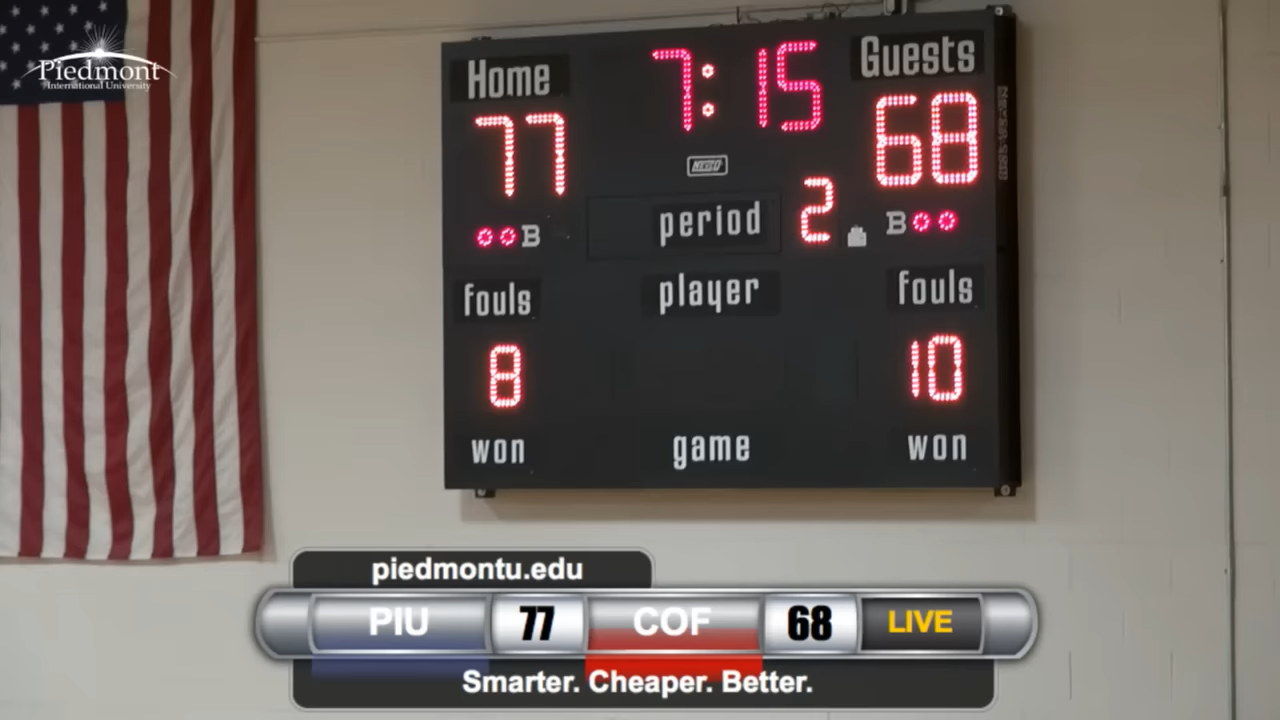 Piedmont
International University
Home
7:15
Guests
77
68
NEVCO
period
2
B
B
fouls
player
fouls
8
10
won
game
won
piedmontu.edu
PIU
77
COF
68
LIVE
Smarter. Cheaper. Better.